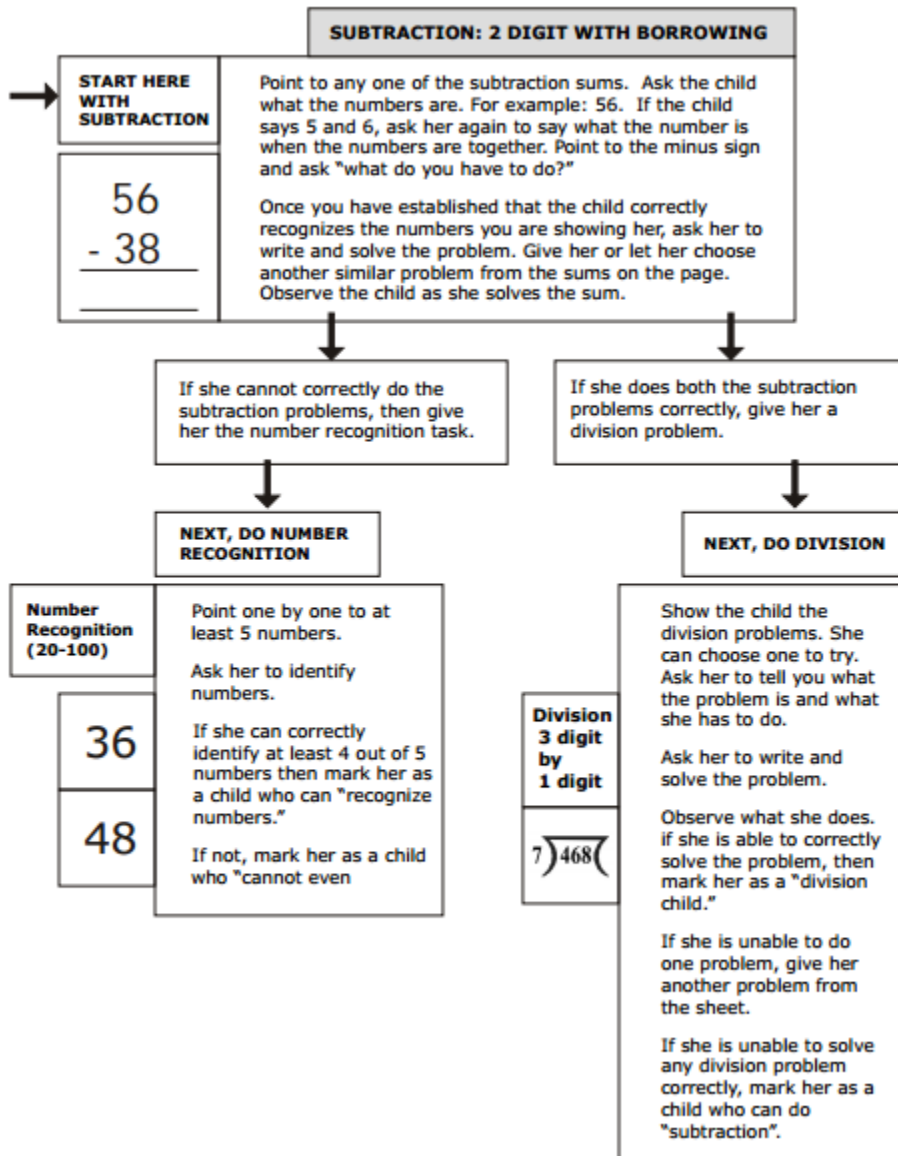 SUBTRACTION: 2 DIGIT WITH BORROWING
START HERE
WITH
SUBTRACTION
56
- 38
Point to any one of the subtraction sums. Ask the child
what the numbers are. For example: 56. If the child
says 5 and 6, ask her again to say what the number is
when the numbers are together. Point to the minus sign
and ask “what do you have to do?”
Once you have established that the child correctly
recognizes the numbers you are showing her, ask her to
write and solve the problem. Give her or let her choose
another similar problem from the sums on the page.
Observe the child as she solves the sum.
If she cannot correctly do the
subtraction problems, then give
her the number recognition task.
If she does both the subtraction
problems correctly, give her a
division problem.
NEXT, DO NUMBER
RECOGNITION
Number
Recognition
(20-100)
36
48
Point one by one to at
least 5 numbers.
Ask her to identify
numbers.
If she can correctly
identify at least 4 out of 5
numbers then mark her as
a child who can “recognize
numbers.”
If not, mark her as a child
who “cannot even
NEXT, DO DIVISION
Division
3 digit
by
1 digit
7)468(
Show the child the
division problems. She
can choose one to try.
Ask her to tell you what
the problem is and what
she has to do.
Ask her to write and
solve the problem.
Observe what she does.
if she is able to correctly
solve the problem, then
mark her as a “division
child.”
If she is unable to do
one problem, give her
another problem from
the sheet.
If she is unable to solve
any division problem
correctly, mark her as a
child who can do
“subtraction”.